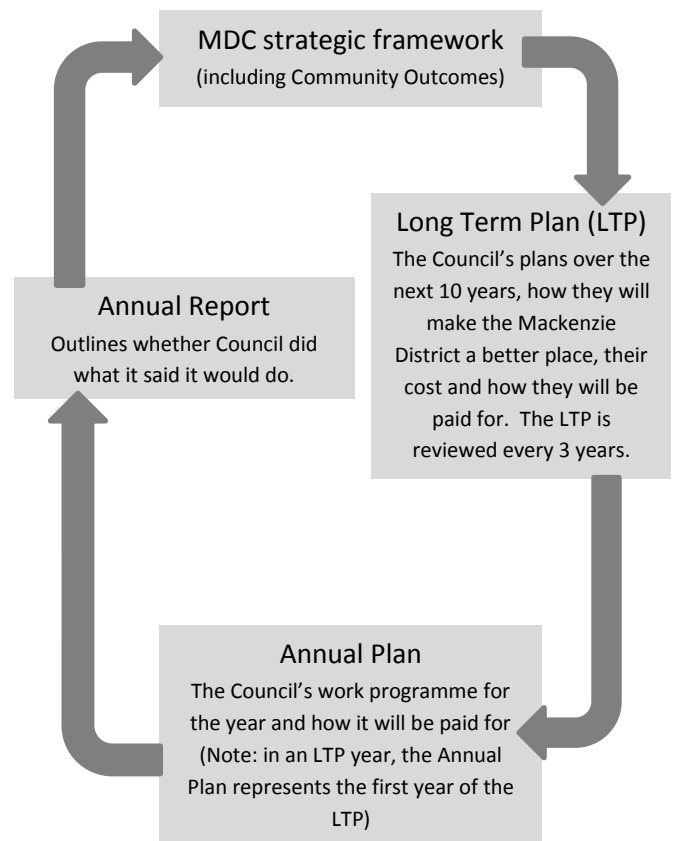 MDC strategic framework
(including Community Outcomes)
Long Term Plan (LTP)
The Council’s plans over the
next 10 years, how they will
make the Mackenzie
District a better place, their
cost and how they will be
paid for. The LTP is
reviewed every 3 years.
Annual Report
Outlines whether Council did
what it said it would do.
Annual Plan
The Council’s work programme for
the year and how it will be paid for
(Note: in an LTP year, the Annual
Plan represents the first year of the
LTP)